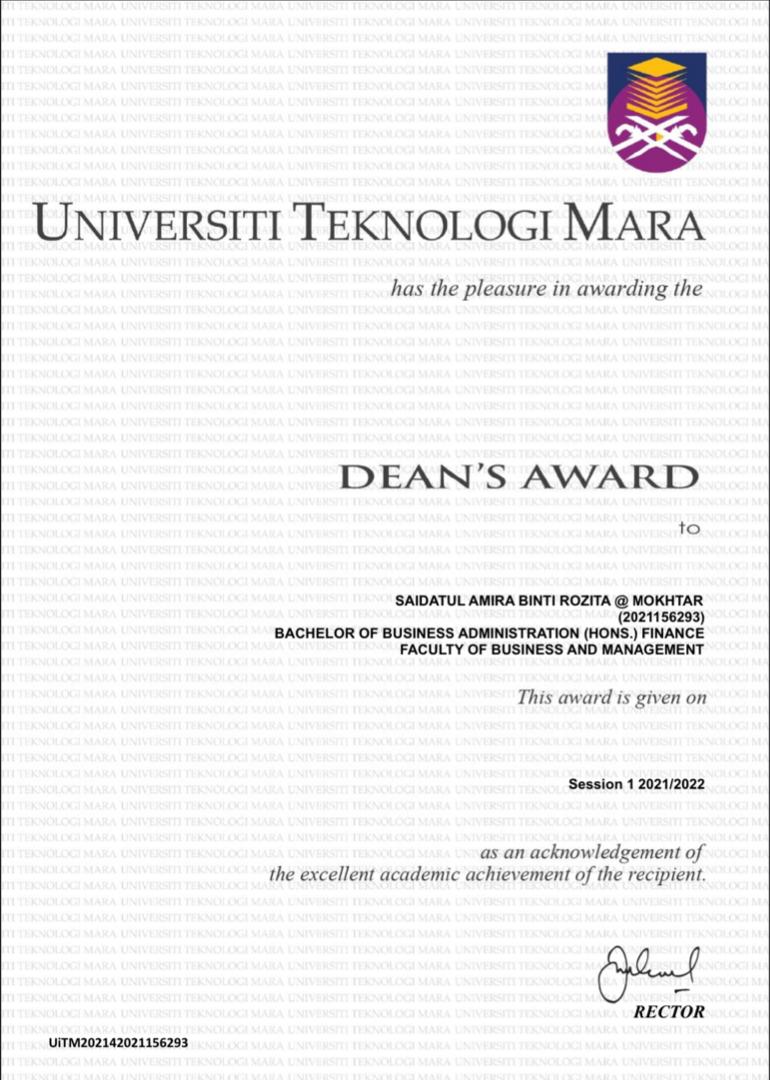 UNIVERSITI TEKNOLOGI MARA
has the pleasure in awarding the
DEAN'S AWARD
to
SAIDATUL AMIRA BINTI ROZITA @ MOKHTAR
(2021156293)
BACHELOR OF BUSINESS ADMINISTRATION (HONS.) FINANCE
FACULTY OF BUSINESS AND MANAGEMENT
This award is given on
Session 1 2021/2022
as an acknowledgement of
the excellent academic achievement of the recipient.
RECTOR
UiTM202142021156293